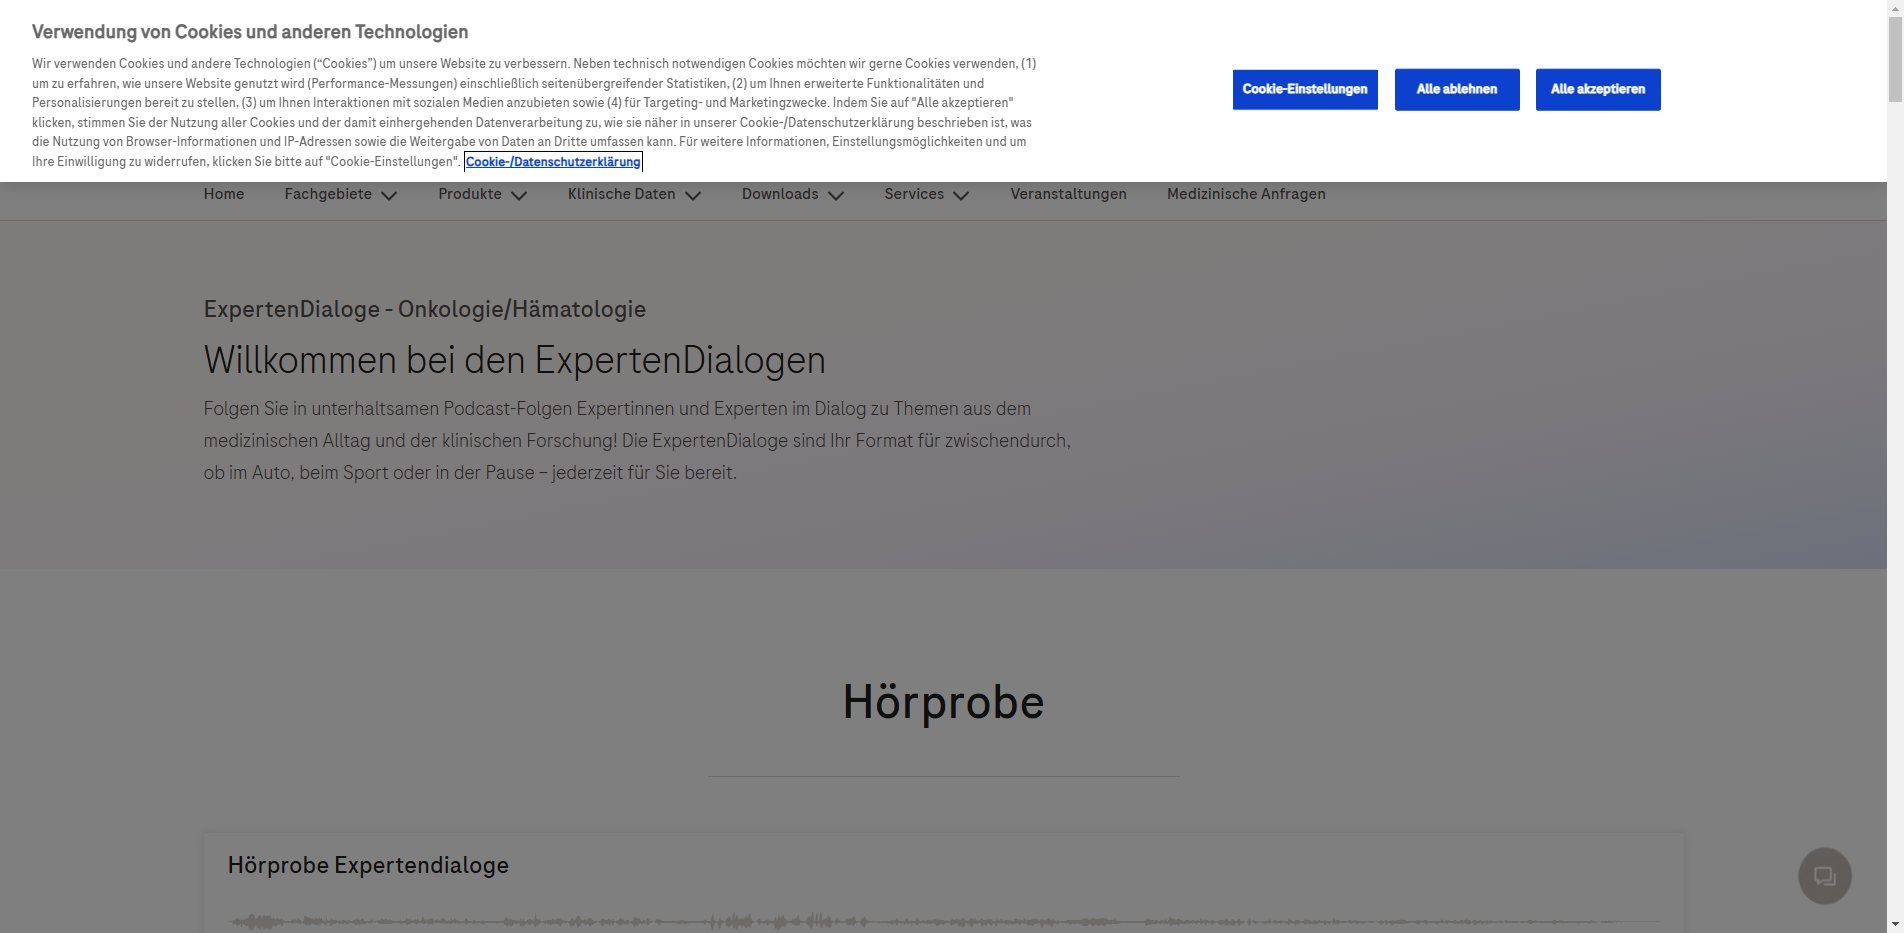 Verwendung von Cookies und anderen Technologien
Wir verwenden Cookies und andere Technologien (“Cookies”) um unsere Website zu verbessern. Neben technisch notwendigen Cookies möchten wir gerne Cookies verwenden, (1)
um zu erfahren, wie unsere Website genutzt wird (Performance-Messungen) einschließlich seitenübergreifender Statistiken, (2) um Ihnen erweiterte Funktionalitäten und
Personalisierungen bereit zu stellen, (3) um Ihnen Interaktionen mit sozialen Medien anzubieten sowie (4) für Targeting- und Marketingzwecke. Indem Sie auf "Alle akzeptieren"
klicken, stimmen Sie der Nutzung aller Cookies und der damit einhergehenden Datenverarbeitung zu, wie sie näher in unserer Cookie-/Datenschutzerklärung beschrieben ist, was
die Nutzung von Browser-Informationen und IP-Adressen sowie die Weitergabe von Daten an Dritte umfassen kann. Für weitere Informationen, Einstellungsmöglichkeiten und um
Ihre Einwilligung zu widerrufen, klicken Sie bitte auf "Cookie-Einstellungen". Cookie-/Datenschutzerklärung
Cookie-Einstellungen
Alle ablehnen
Alle akzeptieren
Home Fachgebiete Produkte Klinische Daten Downloads Services Veranstaltungen Medizinische Anfragen
ExpertenDialoge - Onkologie/Hämatologie
Willkommen bei den ExpertenDialogen
Folgen Sie in unterhaltsamen Podcast-Folgen Expertinnen und Experten im Dialog zu Themen aus dem
medizinischen Alltag und der klinischen Forschung! Die ExpertenDialoge sind Ihr Format für zwischendurch,
ob im Auto, beim Sport oder in der Pause – jederzeit für Sie bereit.
Hörprobe
Hörprobe Expertendialoge